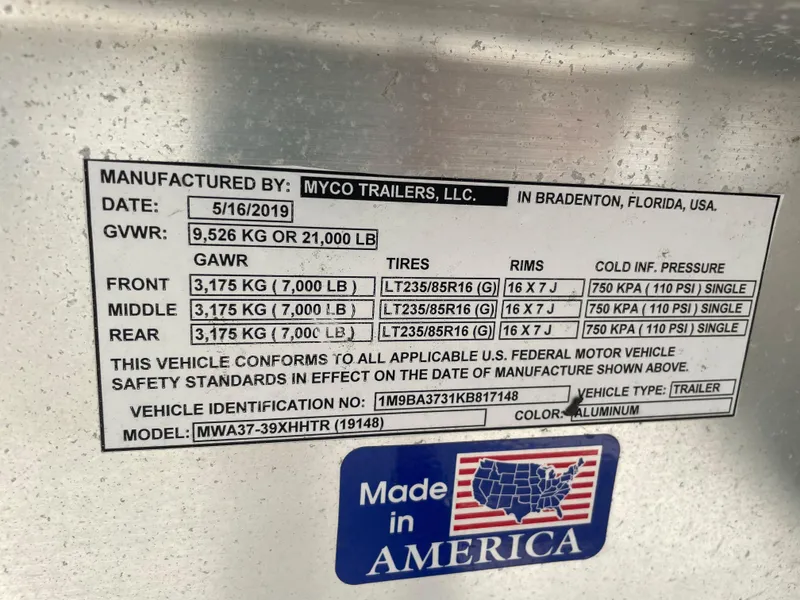 MANUFACTURED BY: MYCO TRAILERS, LLC. IN BRADENTON, FLORIDA, USA.
DATE: 5/16/2019
GVWR: 9,526 KG OR 21,000 LB
GAWR TIRES RIMS COLD INF. PRESSURE
FRONT 3,175 KG ( 7,000 LB ) LT235/85R16 (G) 16 X 7 J 750 KPA ( 110 PSI ) SINGLE
MIDDLE 3,175 KG ( 7,000 LB ) LT235/85R16 (G) 16 X 7 J 750 KPA ( 110 PSI ) SINGLE
REAR 3,175 KG ( 7,000 LB ) LT235/85R16 (G) 16 X 7 J 750 KPA ( 110 PSI ) SINGLE
THIS VEHICLE CONFORMS TO ALL APPLICABLE U.S. FEDERAL MOTOR VEHICLE
SAFETY STANDARDS IN EFFECT ON THE DATE OF MANUFACTURE SHOWN ABOVE.
VEHICLE IDENTIFICATION NO: 1M9BA3731KB817148 VEHICLE TYPE: TRAILER
MODEL: MWA37-39XHHTR (19148) COLOR: ALUMINUM
Made
in
AMERICA